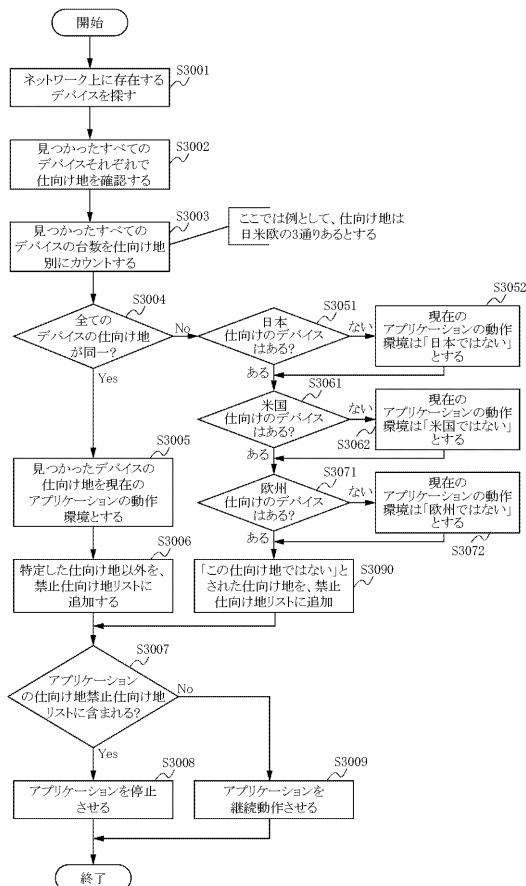 開始
S3001
ネットワーク上に存在する
デバイスを探す
S3002
見つかったすべての
デバイスそれぞれで
仕向け地を確認する
S3003
見つかったすべての
デバイスの台数を仕向け地
別にカウントする
ここでは例として、仕向け地は
日米欧の3通りあるとする
S3004
全ての
デバイスの仕向け地
が同一?
No
Yes
S3051
日本
仕向けのデバイス
はある?
ない
ある
S3052
現在の
アプリケーションの動作
環境は「日本ではない」
とする
S3061
米国
仕向けのデバイス
はある?
ない
ある
S3062
現在の
アプリケーションの動作
環境は「米国ではない」
とする
S3071
欧州
仕向けのデバイス
はある?
ない
ある
現在の
アプリケーションの動作
環境は「欧州ではない」
とする
S3072
S3005
見つかったデバイスの
仕向け地を現在の
アプリケーションの動作
環境とする
S3006
特定した仕向け地以外を、
禁止仕向け地リストに
追加する
S3090
「この仕向け地ではない」と
された仕向け地を、禁止
仕向け地リストに追加
S3007
アプリケーション
の仕向け地禁止仕向け地
リストに含まれる?
No
Yes
S3008
アプリケーションを停止
させる
S3009
アプリケーションを
継続動作させる
終了